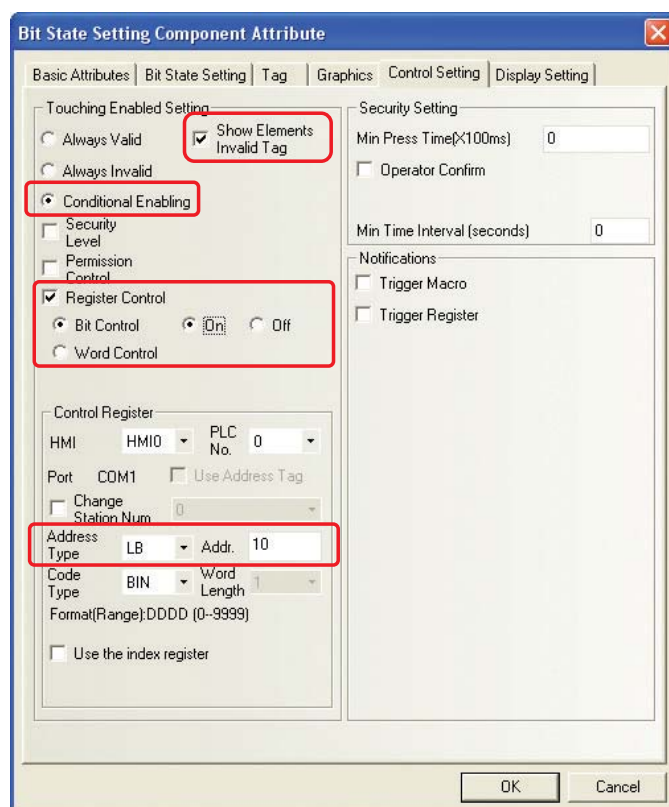 Bit State Setting Component Attribute
Basic Attributes Bit State Setting Tag Graphics Control Setting Display Setting
Touching Enabled Setting
Always Valid
Show Elements
Invalid Tag
Always Invalid
Conditional Enabling
Security
Level
Permission
Control
Register Control
Bit Control On Off
Word Control
Control Register
HMI HMI0 PLC
No. 0
Port COM1 Use Address Tag
Change
Station Num 0
Address
Type LB Addr. 10
Code
Type BIN Word
Length 1
Format(Range):DDDD (0--9999)
Use the index register
Security Setting
Min Press Time(X100ms) 0
Operator Confirm
Min Time Interval (seconds) 0
Notifications
Trigger Macro
Trigger Register
OK Cancel